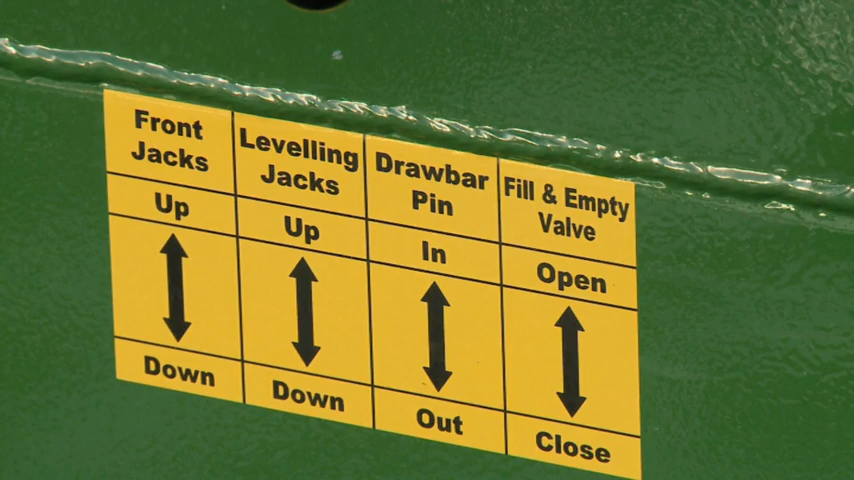 Front
Jacks
Up
Down
Levelling
Jacks
Up
Down
Drawbar
Pin
In
Out
Fill & Empty
Valve
Open
Close